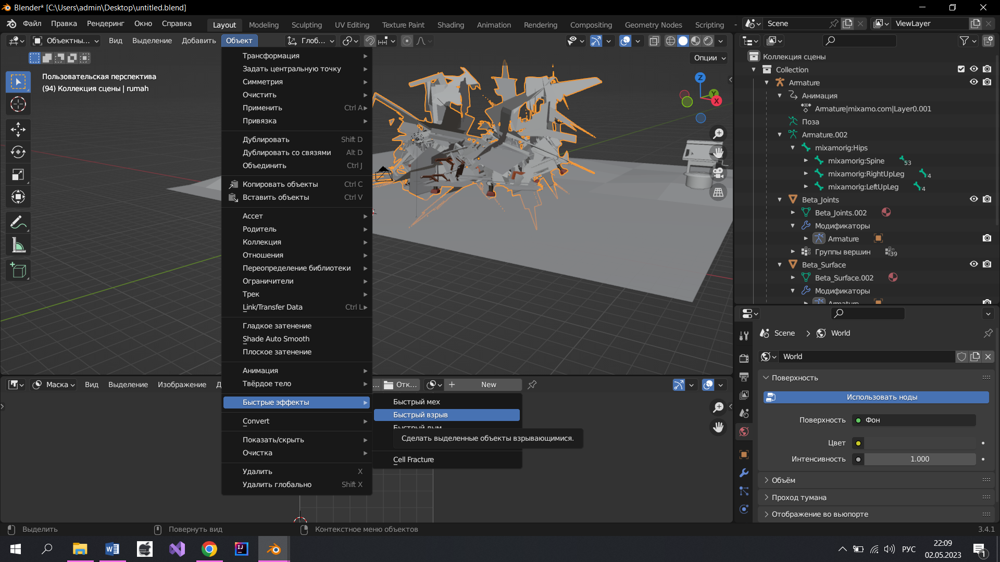 Blender* [C:\Users\admin\Desktop\untitled.blend]
Файл Правка Рендеринг Окно Справка Layout Modeling Sculpting UV Editing Texture Paint Shading Animation Rendering Compositing Geometry Nodes Scripting Scene ViewLayer
Объектны... Вид Выделение Добавить Объект Глоб...
Опции
Пользовательская перспектива
(94) Коллекция сцены | rumah
Трансформация
Задать центральную точку
Симметрия
Очистить
Применить Ctrl A
Привязка
Дублировать Shift D
Дублировать со связями Alt D
Объединить Ctrl J
Копировать объекты Ctrl C
Вставить объекты Ctrl V
Ассет
Родитель
Коллекция
Отношения
Переопределение библиотеки
Ограничители
Трек
Link/Transfer Data Ctrl L
Гладкое затенение
Shade Auto Smooth
Плоское затенение
Анимация
Твёрдое тело
Быстрые эффекты
Convert
Показать/скрыть
Очистка
Удалить X
Удалить глобально Shift X
Быстрый мех
Быстрый взрыв
Быстрый дым
Сделать выделенные объекты взрывающимися.
Cell Fracture
Z
Y
X
Коллекция сцены
Collection
Armature
Анимация
Armature|mixamo.com|Layer0.001
Поза
Armature.002
mixamorig:Hips
mixamorig:Spine 53
mixamorig:RightUpLeg 4
mixamorig:LeftUpLeg 4
Beta_Joints
Beta_Joints.002
Модификаторы
Armature
Группы вершин 39
Beta_Surface
Beta_Surface.002
Модификаторы
Armature
Scene World
World
Поверхность
Использовать ноды
Поверхность Фон
Цвет
Интенсивность 1.000
Объём
Проход тумана
Отображение во вьюпорте
Маска Вид Выделение Изображение Д ... Отк... New
Выделить Повернуть вид Контекстное меню объектов 3.4.1
РУС
22:09
02.05.2023
1